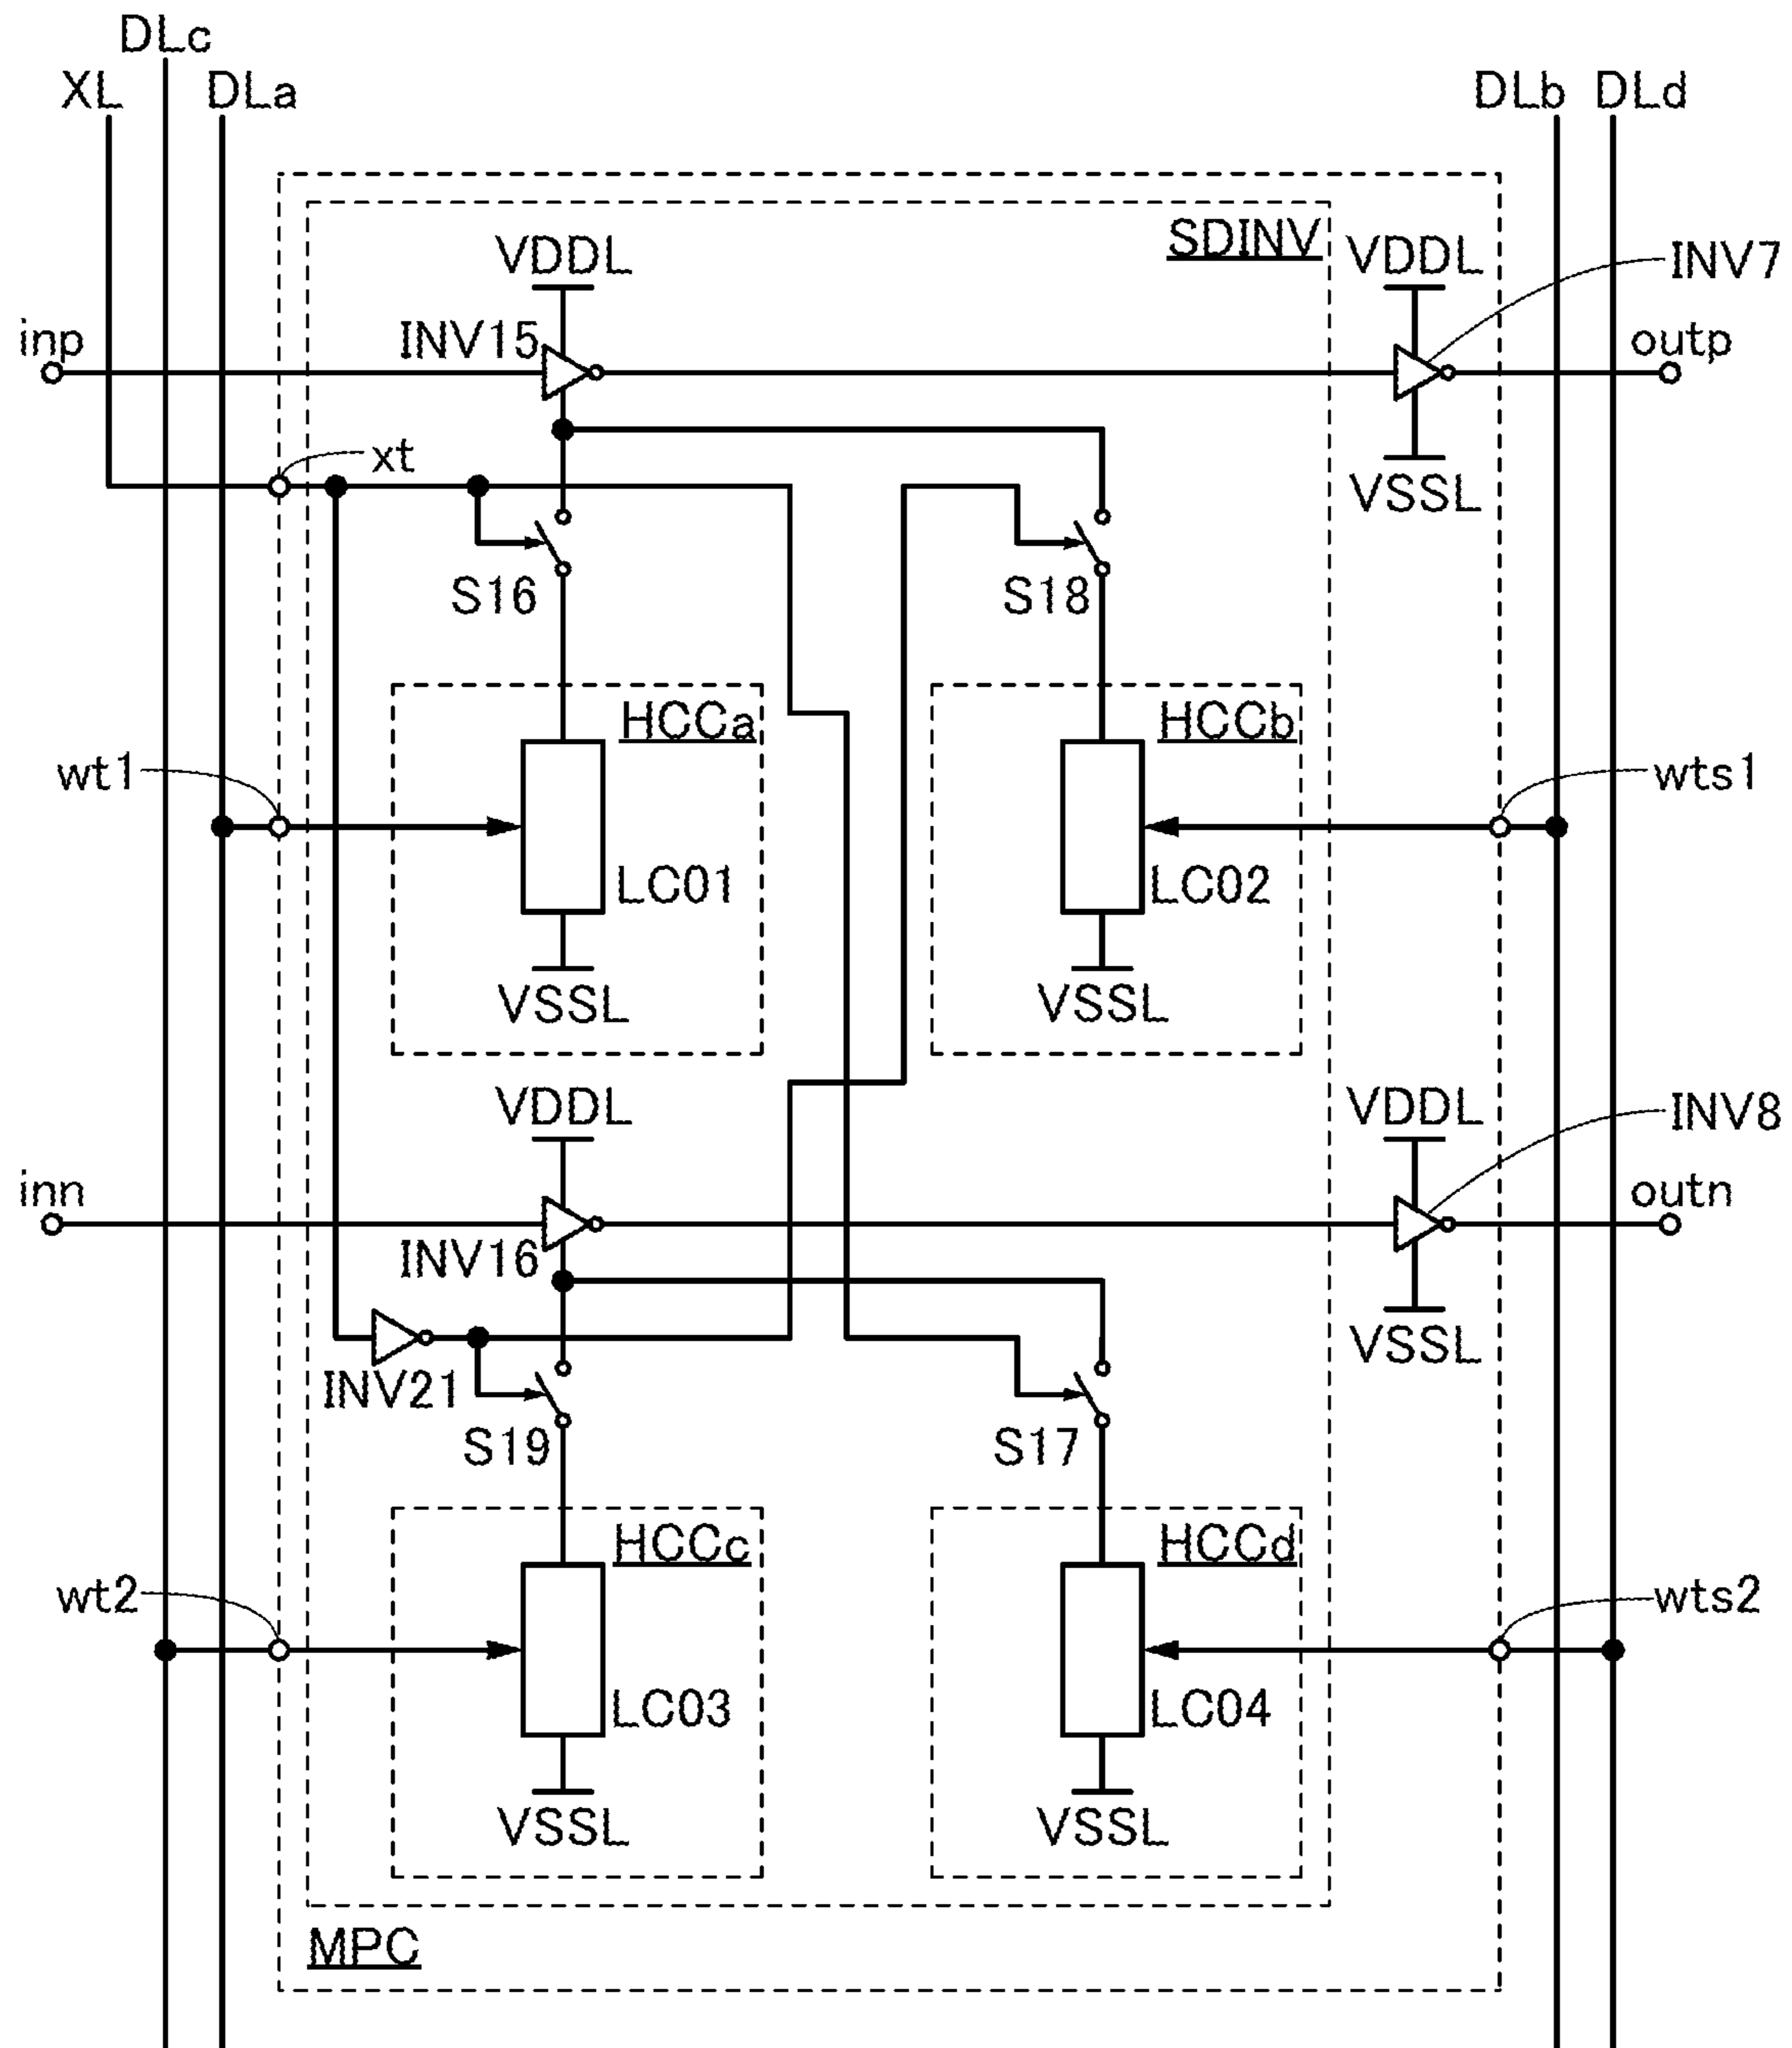 DLc
XL
DLa
DLb
DLd
SDINV
VDDL
VDDL
INV7
inp
INV15
outp
xt
VSSL
S16
S18
HCCa
HCCb
wt1
wts1
LC01
LC02
VSSL
VSSL
VDDL
VDDL
INV8
inn
INV16
outn
VSSL
INV21
S19
S17
HCCc
HCCd
wt2
wts2
LC03
LC04
VSSL
VSSL
MPC